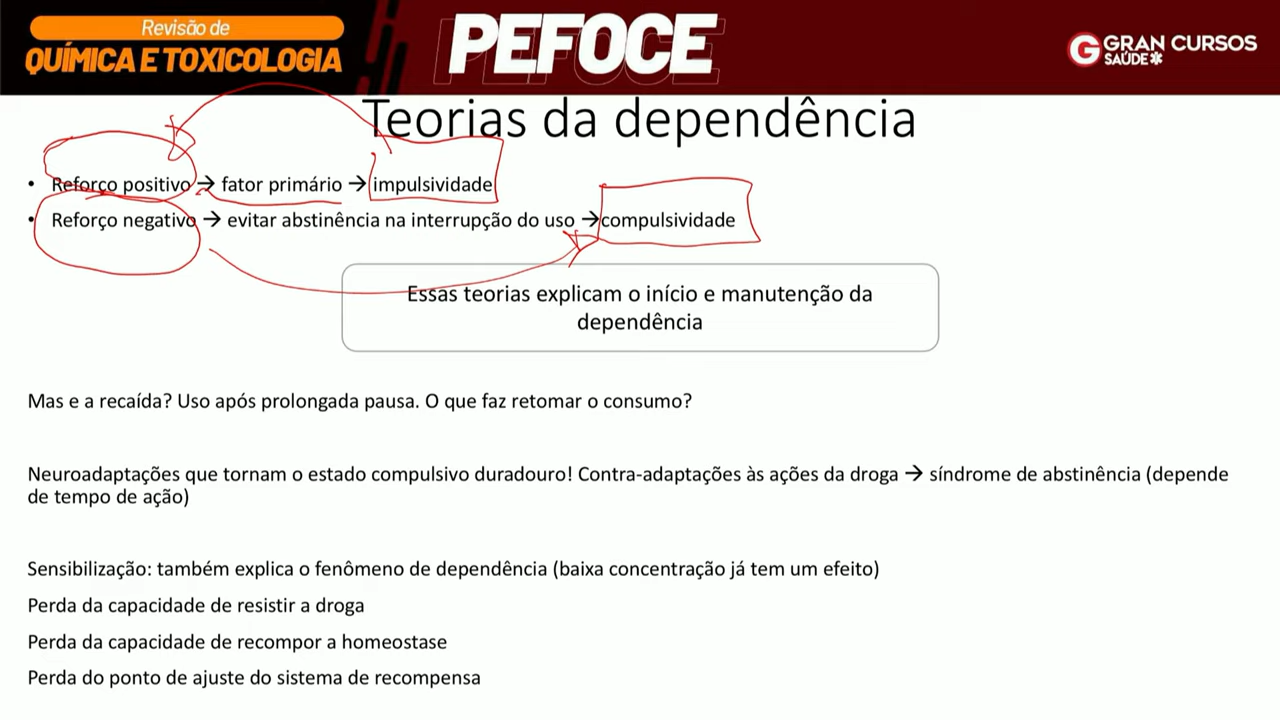 Revisão de
QUÍMICA E TOXICOLOGIA
PEFOCE
GRAN CURSOS
SAÚDE
Teorias da dependência
• Reforço positivo → fator primário → impulsividade
• Reforço negativo → evitar abstinência na interrupção do uso →compulsividade
Essas teorias explicam o início e manutenção da
dependência
Mas e a recaída? Uso após prolongada pausa. O que faz retomar o consumo?
Neuroadaptações que tornam o estado compulsivo duradouro! Contra-adaptações às ações da droga → síndrome de abstinência (depende
de tempo de ação)
Sensibilização: também explica o fenômeno de dependência (baixa concentração já tem um efeito)
Perda da capacidade de resistir a droga
Perda da capacidade de recompor a homeostase
Perda do ponto de ajuste do sistema de recompensa